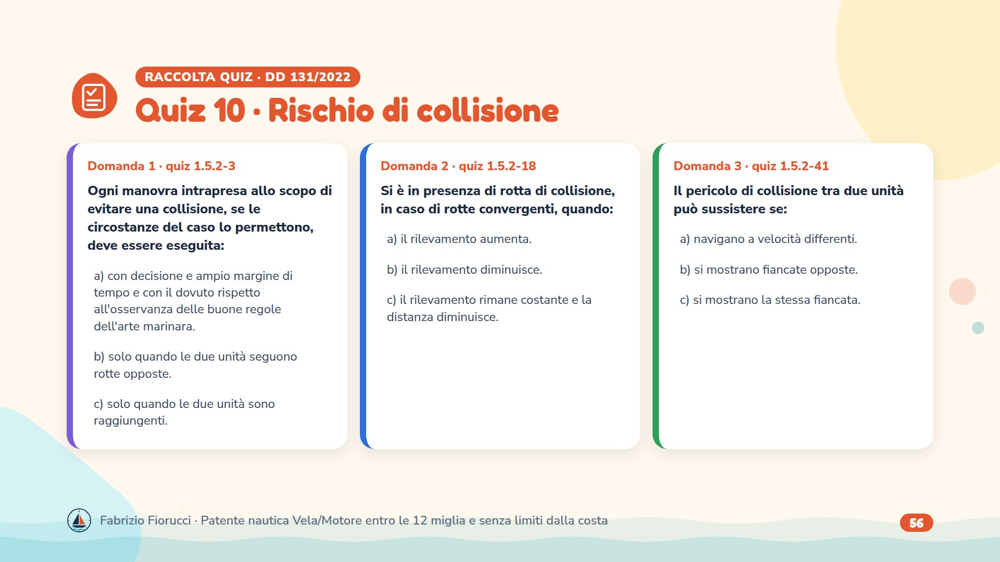 RACCOLTA QUIZ · DD 131/2022
Quiz 10 · Rischio di collisione
Domanda 1 · quiz 1.5.2-3
Ogni manovra intrapresa allo scopo di
evitare una collisione, se le
circostanze del caso lo permettono,
deve essere eseguita:
a) con decisione e ampio margine di
tempo e con il dovuto rispetto
all'osservanza delle buone regole
dell'arte marinara.
b) solo quando le due unità seguono
rotte opposte.
c) solo quando le due unità sono
raggiungenti.
Domanda 2 · quiz 1.5.2-18
Si è in presenza di rotta di collisione,
in caso di rotte convergenti, quando:
a) il rilevamento aumenta.
b) il rilevamento diminuisce.
c) il rilevamento rimane costante e la
distanza diminuisce.
Domanda 3 · quiz 1.5.2-41
Il pericolo di collisione tra due unità
può sussistere se:
a) navigano a velocità differenti.
b) si mostrano fiancate opposte.
c) si mostrano la stessa fiancata.
Fabrizio Fiorucci · Patente nautica Vela/Motore entro le 12 miglia e senza limiti dalla costa
56